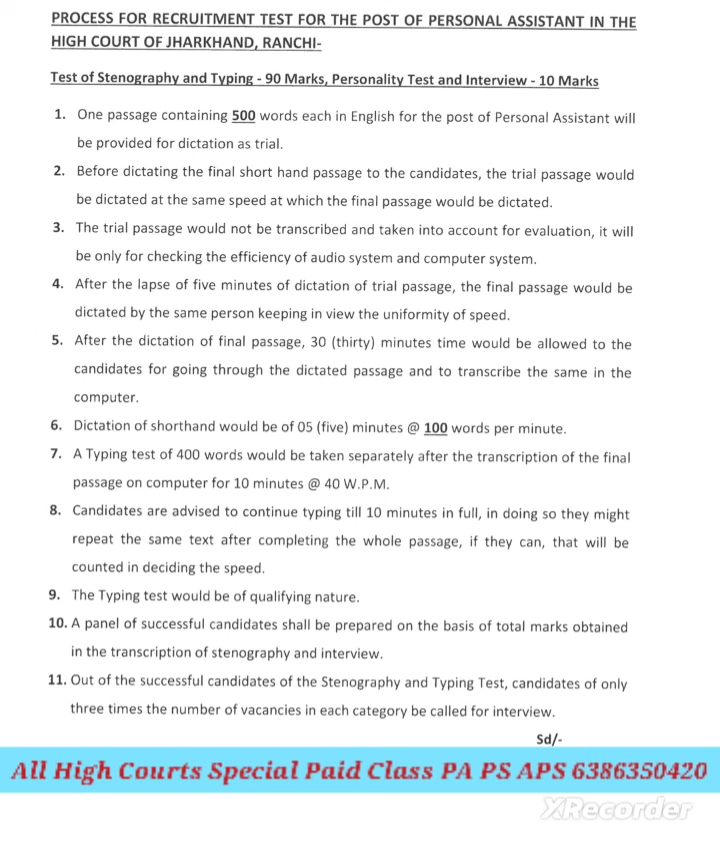 PROCESS FOR RECRUITMENT TEST FOR THE POST OF PERSONAL ASSISTANT IN THE
HIGH COURT OF JHARKHAND, RANCHI-
Test of Stenography and Typing - 90 Marks, Personality Test and Interview - 10 Marks
1. One passage containing 500 words each in English for the post of Personal Assistant will
be provided for dictation as trial.
2. Before dictating the final short hand passage to the candidates, the trial passage would
be dictated at the same speed at which the final passage would be dictated.
3. The trial passage would not be transcribed and taken into account for evaluation, it will
be only for checking the efficiency of audio system and computer system.
4. After the lapse of five minutes of dictation of trial passage, the final passage would be
dictated by the same person keeping in view the uniformity of speed.
5. After the dictation of final passage, 30 (thirty) minutes time would be allowed to the
candidates for going through the dictated passage and to transcribe the same in the
computer.
6. Dictation of shorthand would be of 05 (five) minutes @ 100 words per minute.
7. A Typing test of 400 words would be taken separately after the transcription of the final
passage on computer for 10 minutes @ 40 W.P.M.
8. Candidates are advised to continue typing till 10 minutes in full, in doing so they might
repeat the same text after completing the whole passage, if they can, that will be
counted in deciding the speed.
9. The Typing test would be of qualifying nature.
10. A panel of successful candidates shall be prepared on the basis of total marks obtained
in the transcription of stenography and interview.
11. Out of the successful candidates of the Stenography and Typing Test, candidates of only
three times the number of vacancies in each category be called for interview.
Sd/-
All High Courts Special Paid Class PA PS APS 6386350420
XRecorder